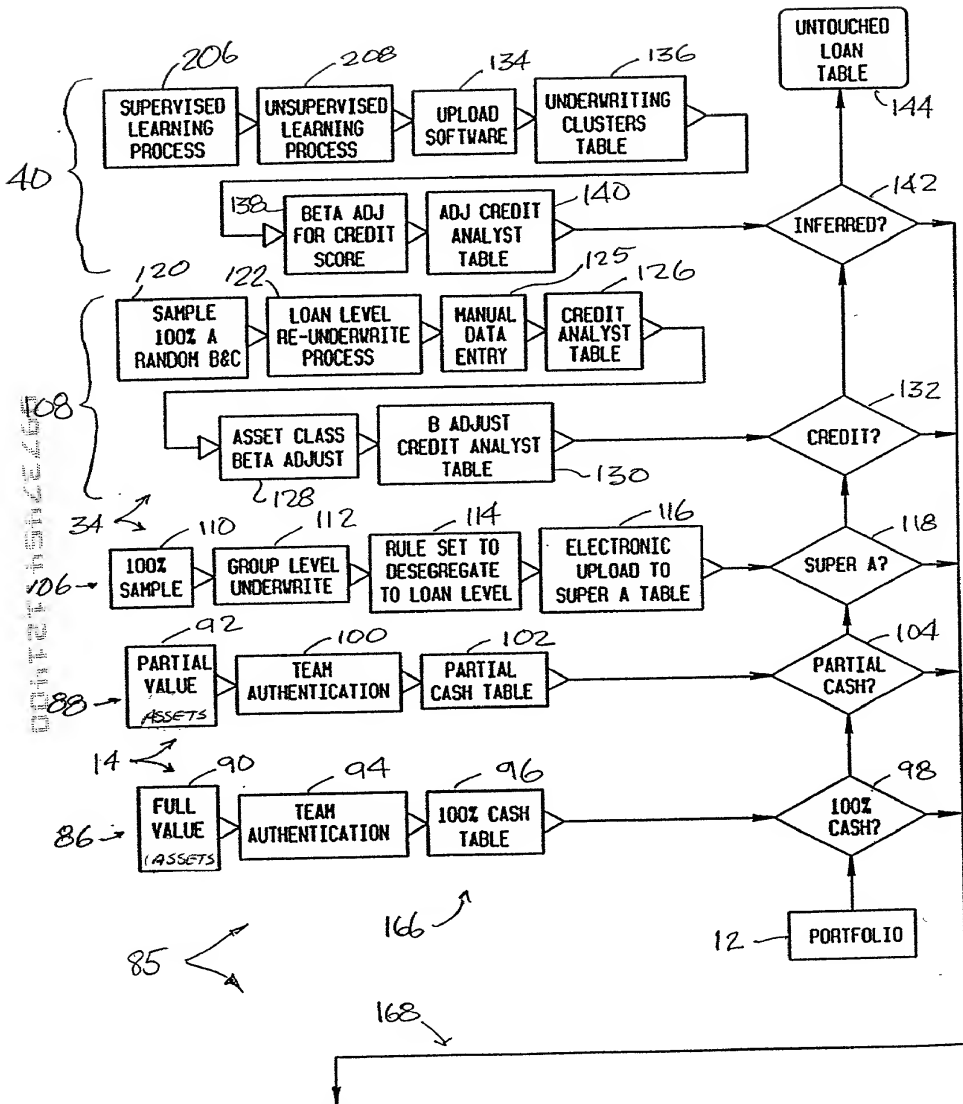 UNTOUCHED
LOAN
TABLE
144
206
208
134
136
40
SUPERVISED
LEARNING
PROCESS
UNSUPERVISED
LEARNING
PROCESS
UPLOAD
SOFTWARE
UNDERWRITING
CLUSTERS
TABLE
138
BETA ADJ
FOR CREDIT
SCORE
ADJ CREDIT
ANALYST
TABLE
140
INFERRED?
142
120
122
125
126
108
SAMPLE
100% A
RANDOM B&C
LOAN LEVEL
RE-UNDERWRITE
PROCESS
MANUAL
DATA
ENTRY
CREDIT
ANALYST
TABLE
ASSET CLASS
BETA ADJUST
128
B ADJUST
CREDIT ANALYST
TABLE
130
CREDIT?
132
34
110
112
114
116
106
100%
SAMPLE
GROUP LEVEL
UNDERWRITE
RULE SET TO
DESEGREGATE
TO LOAN LEVEL
ELECTRONIC
UPLOAD TO
SUPER A TABLE
SUPER A?
118
92
100
102
88
PARTIAL
VALUE
ASSETS
TEAM
AUTHENTICATION
PARTIAL
CASH TABLE
PARTIAL
CASH?
104
14
90
94
96
86
FULL
VALUE
ASSETS
TEAM
AUTHENTICATION
100% CASH
TABLE
100%
CASH?
98
166
85
12
PORTFOLIO
168